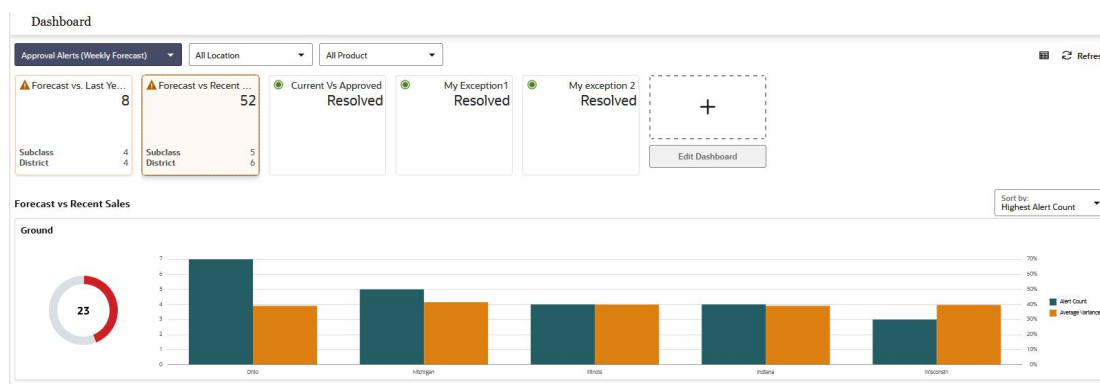 Dashboard
Approval Alerts (Weekly Forecast)
All Location
All Product
Refres
Forecast vs. Last Ye...
8
Subclass 4
District 4
Forecast vs Recent ...
52
Subclass 5
District 6
Current Vs Approved
Resolved
My Exception1
Resolved
My exception 2
Resolved
+
Edit Dashboard
Forecast vs Recent Sales
Sort by:
Highest Alert Count
Ground
23
7
6
5
4
3
2
1
0
70%
60%
50%
40%
30%
20%
10%
0%
Ohio
Michigan
Illinois
Indiana
Wisconsin
Alert Count
Average Variance